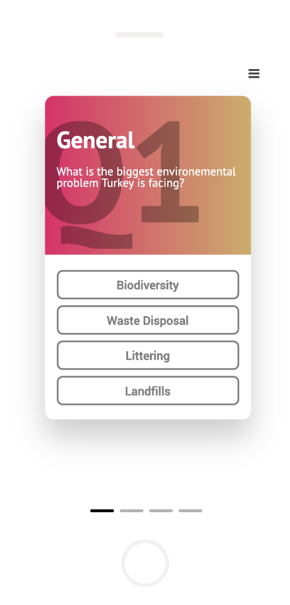 Q1
General
What is the biggest environemental
problem Turkey is facing?
Biodiversity
Waste Disposal
Littering
Landfills